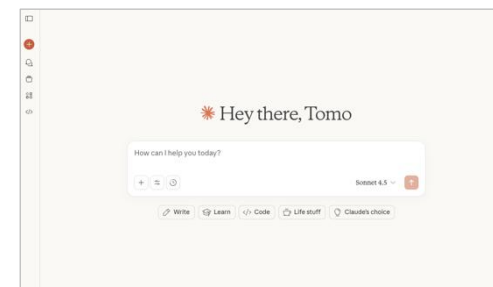 Hey there, Tomo
How can I help you today?
Sonnet 4.5
Write Learn Code Life stuff Claude's choice